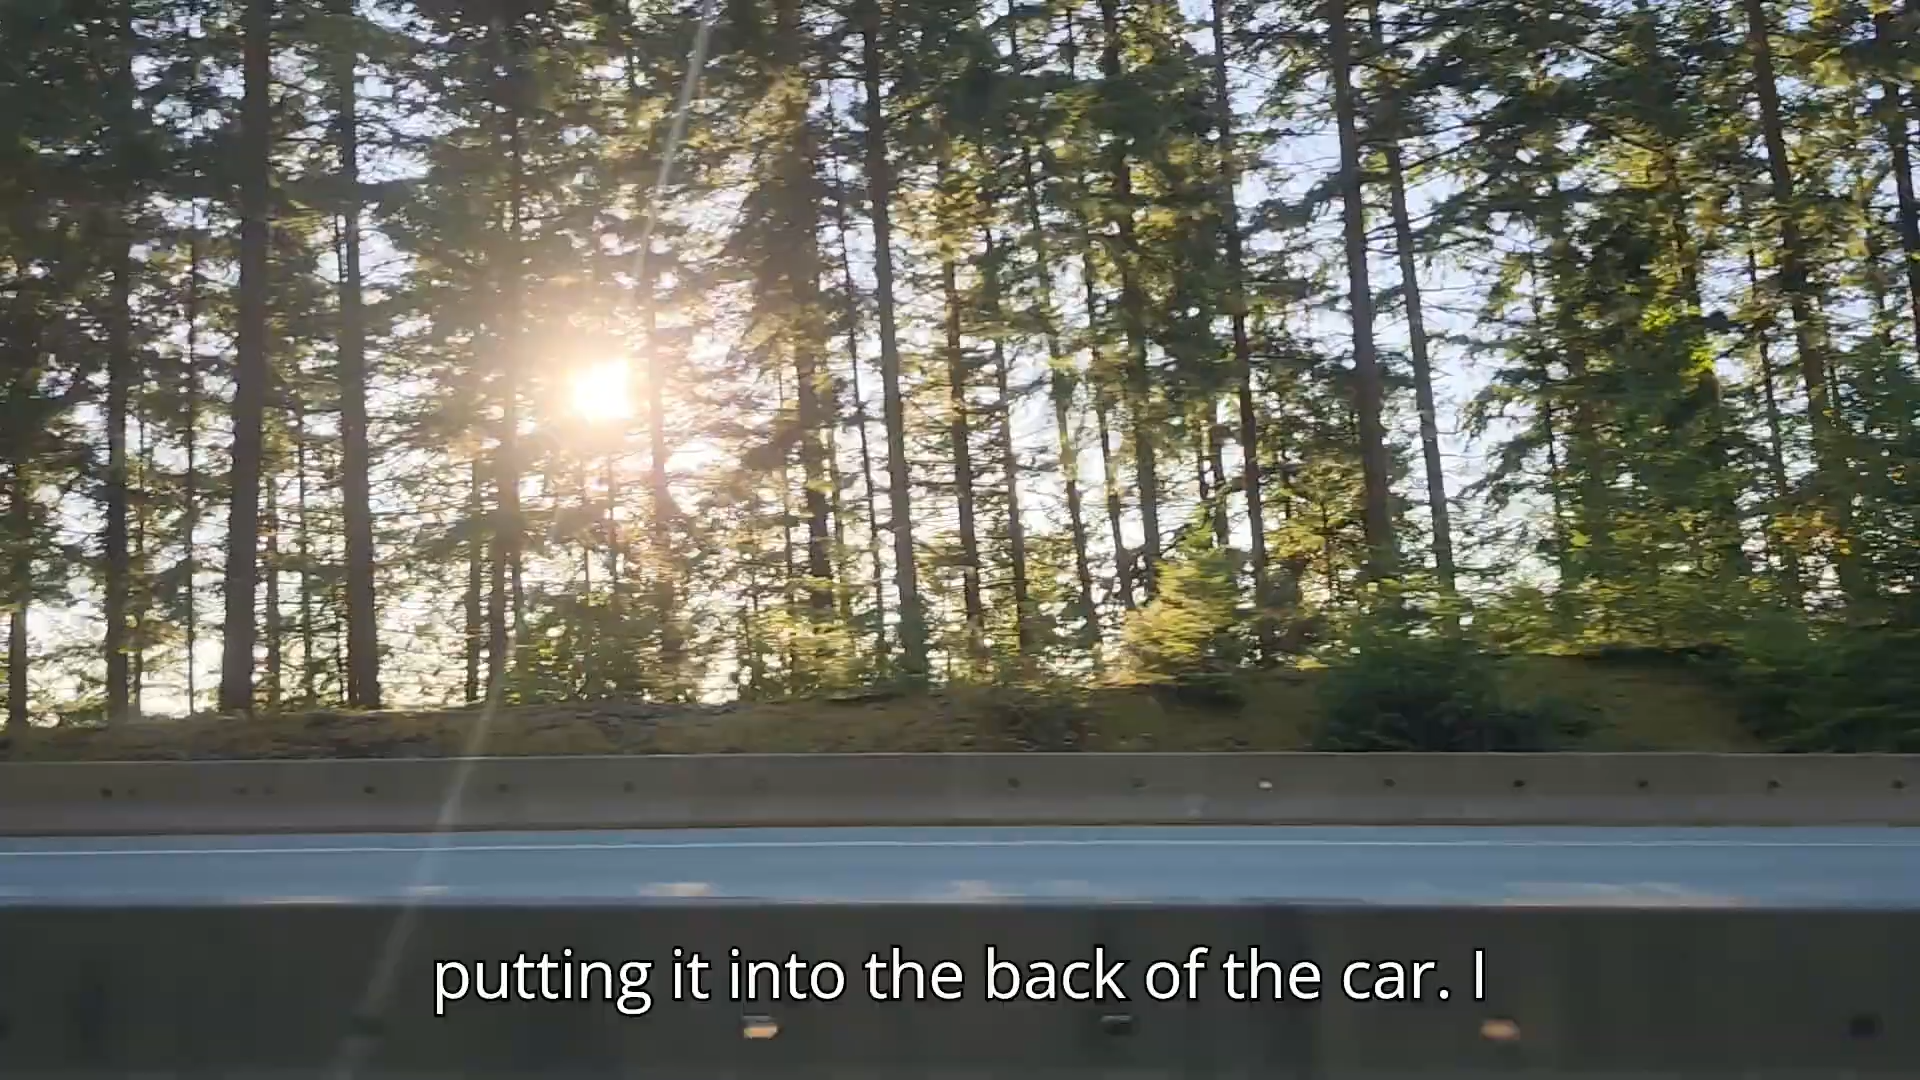 putting it into the back of the car. I